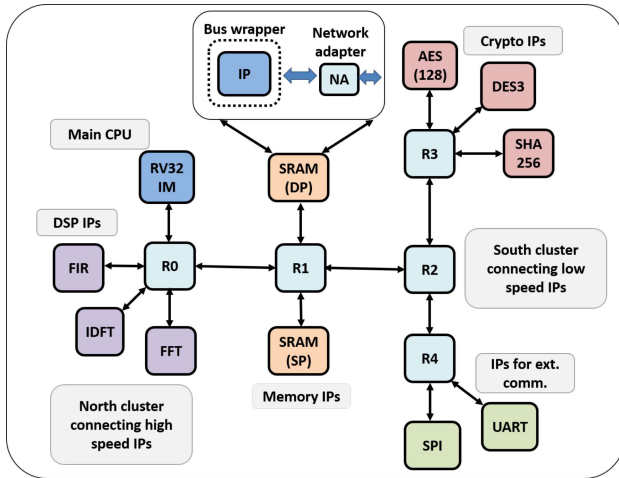 Bus wrapper
Network
adapter
IP
NA
AES
(128)
Crypto IPs
DES3
Main CPU
RV32
IM
SRAM
(DP)
R3
SHA
256
DSP IPs
FIR
R0
R1
R2
South cluster
connecting low
speed IPs
IDFT
FFT
SRAM
(SP)
R4
IPs for ext.
comm.
Memory IPs
North cluster
connecting high
speed IPs
SPI
UART